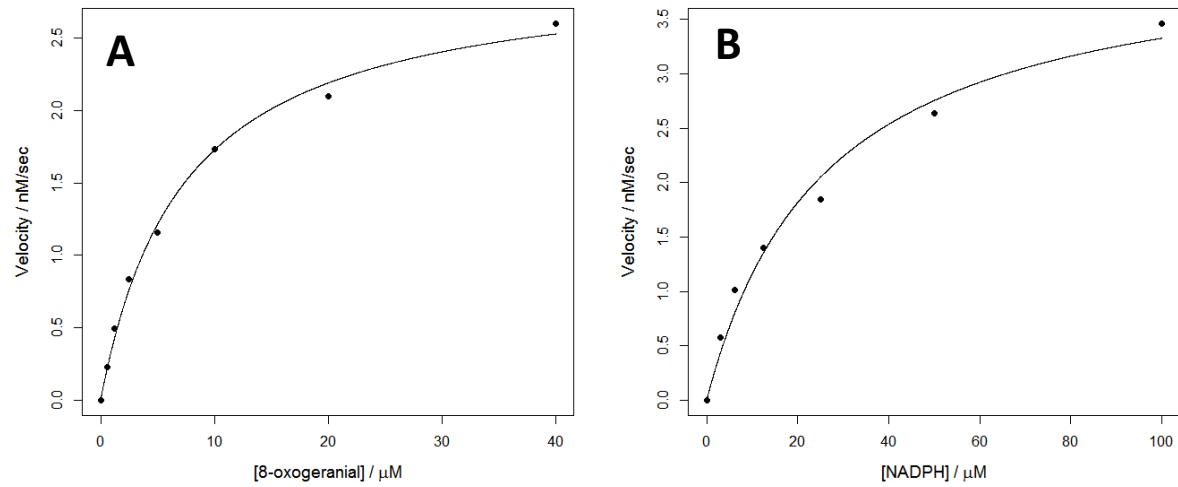 A
Velocity / nM/sec
2.5
2.0
1.5
1.0
0.5
0.0
0 10 20 30 40
[8-oxogeranial] / μM
B
Velocity / nM/sec
3.5
3.0
2.5
2.0
1.5
1.0
0.5
0.0
0 20 40 60 80 100
[NADPH] / μM